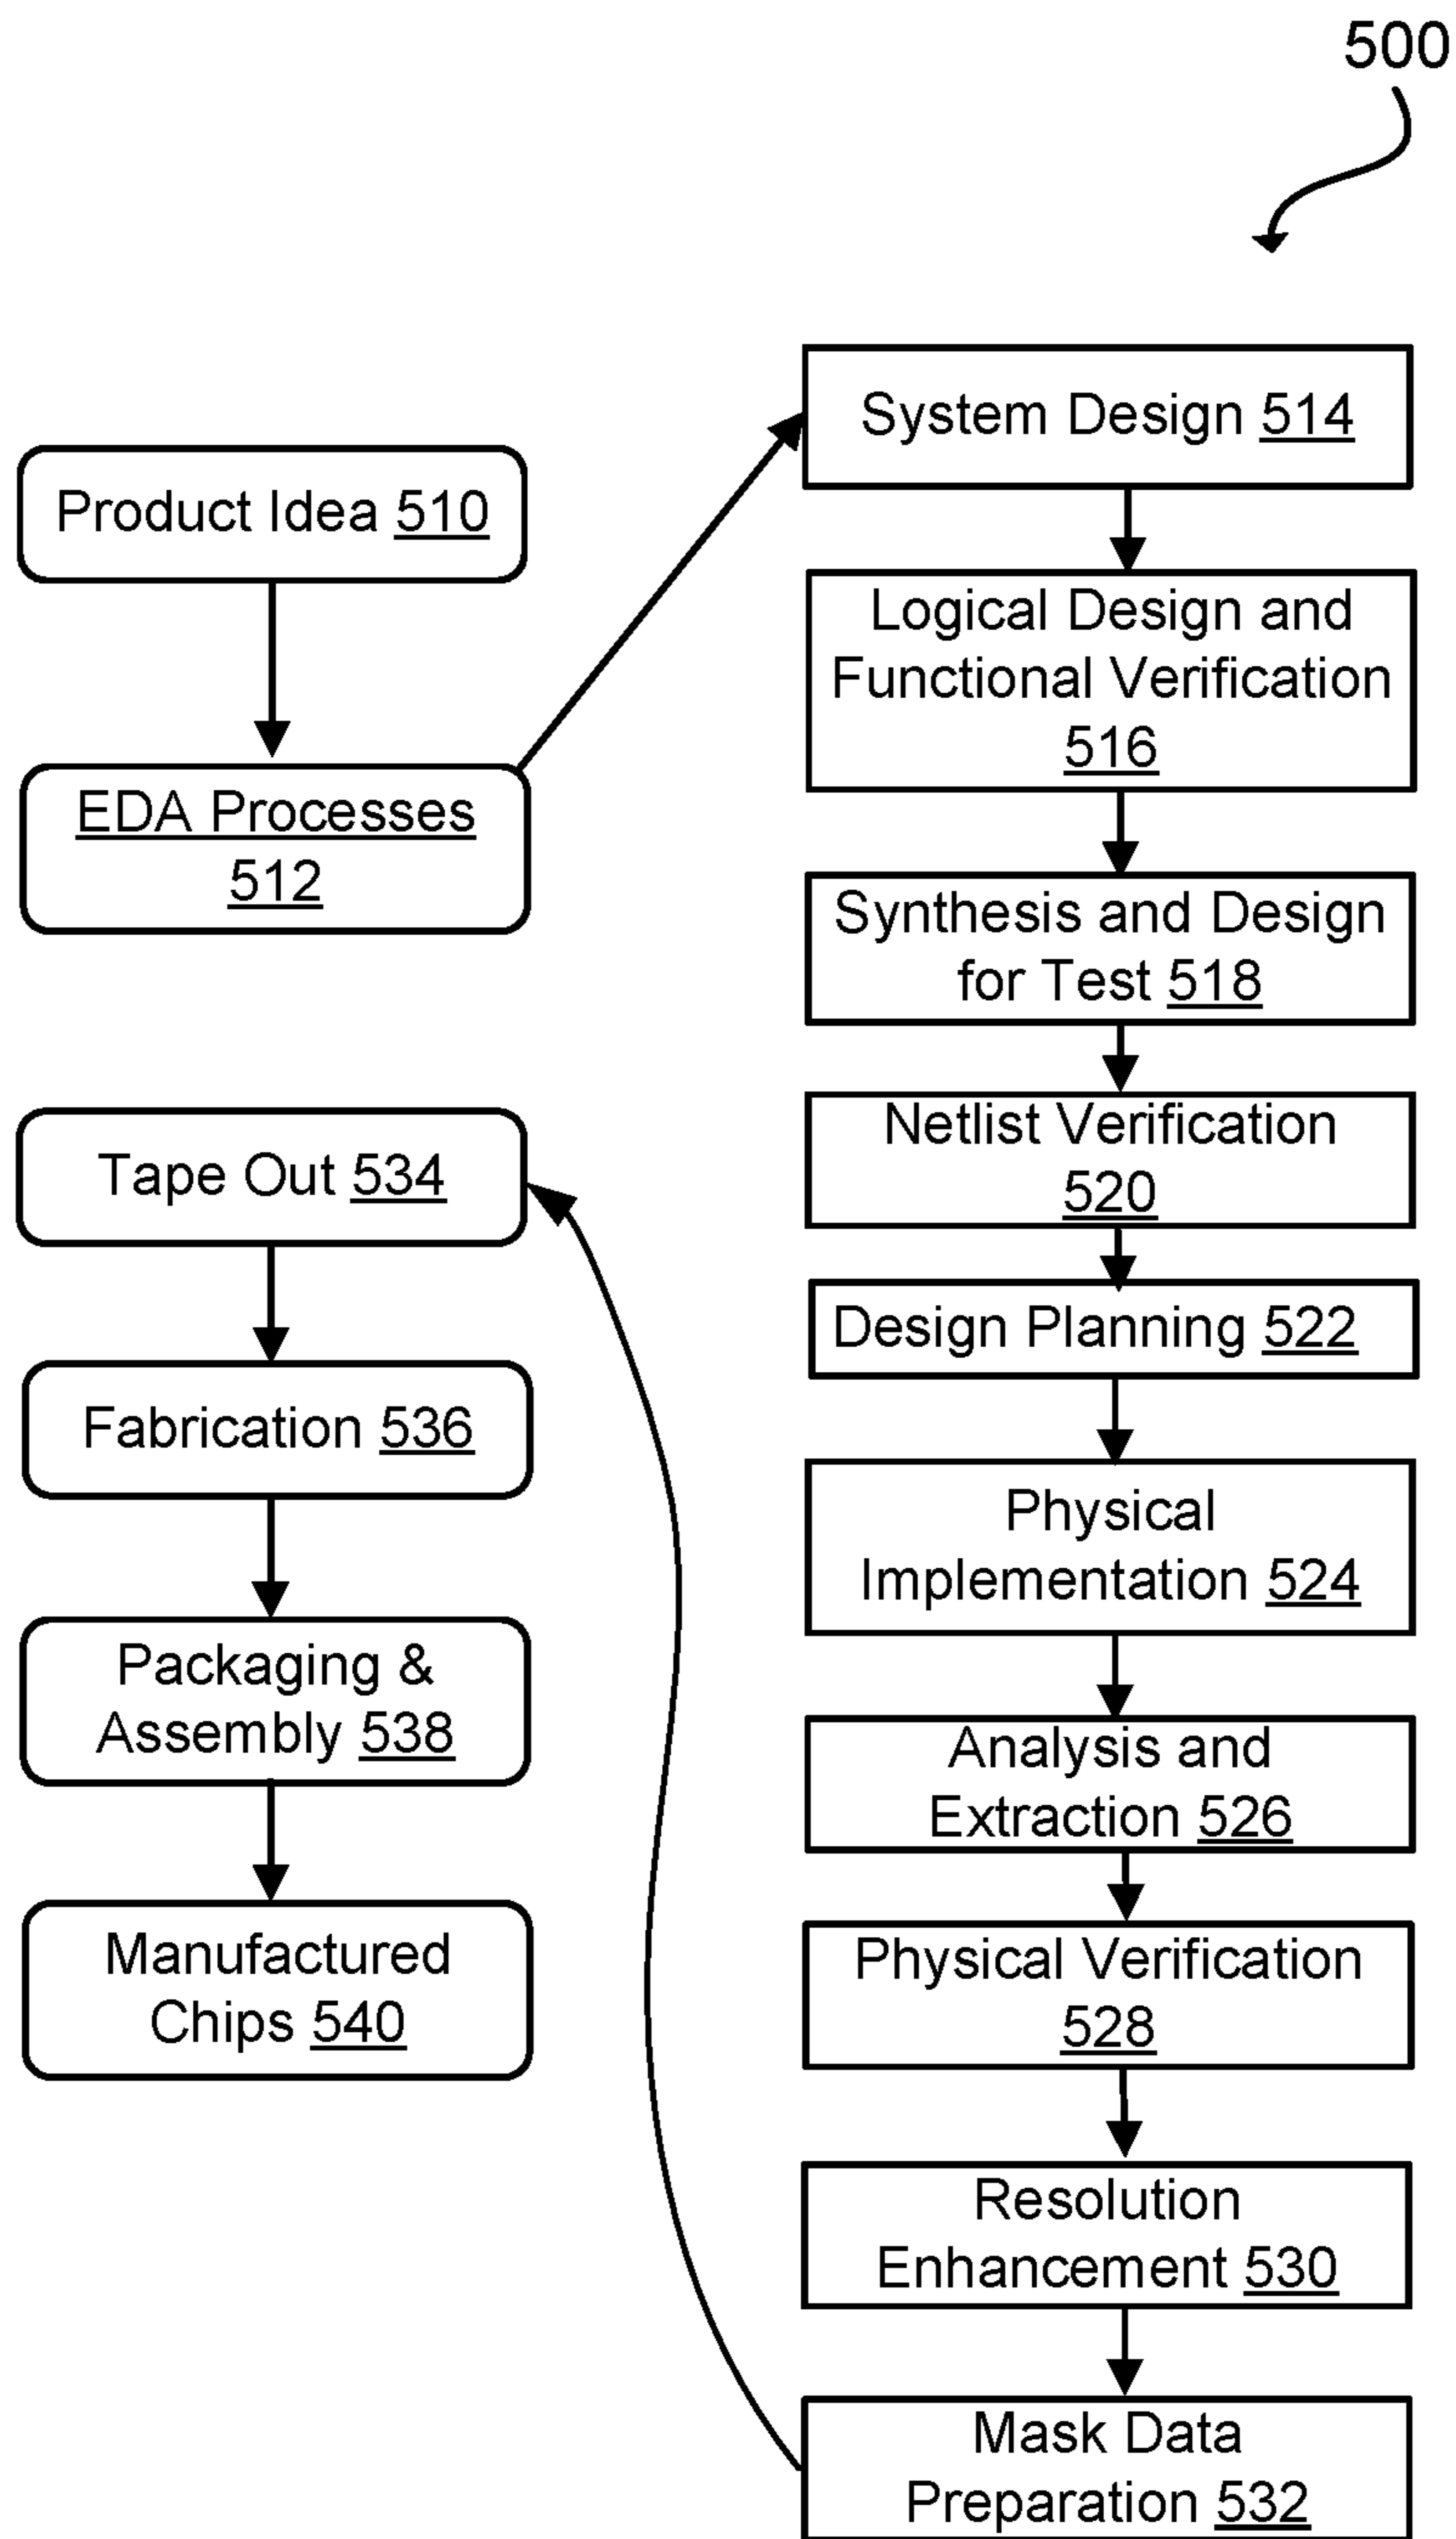 500
Product Idea 510
EDA Processes
512
System Design 514
Logical Design and
Functional Verification
516
Synthesis and Design
for Test 518
Netlist Verification
520
Design Planning 522
Physical
Implementation 524
Analysis and
Extraction 526
Physical Verification
528
Resolution
Enhancement 530
Mask Data
Preparation 532
Tape Out 534
Fabrication 536
Packaging &
Assembly 538
Manufactured
Chips 540